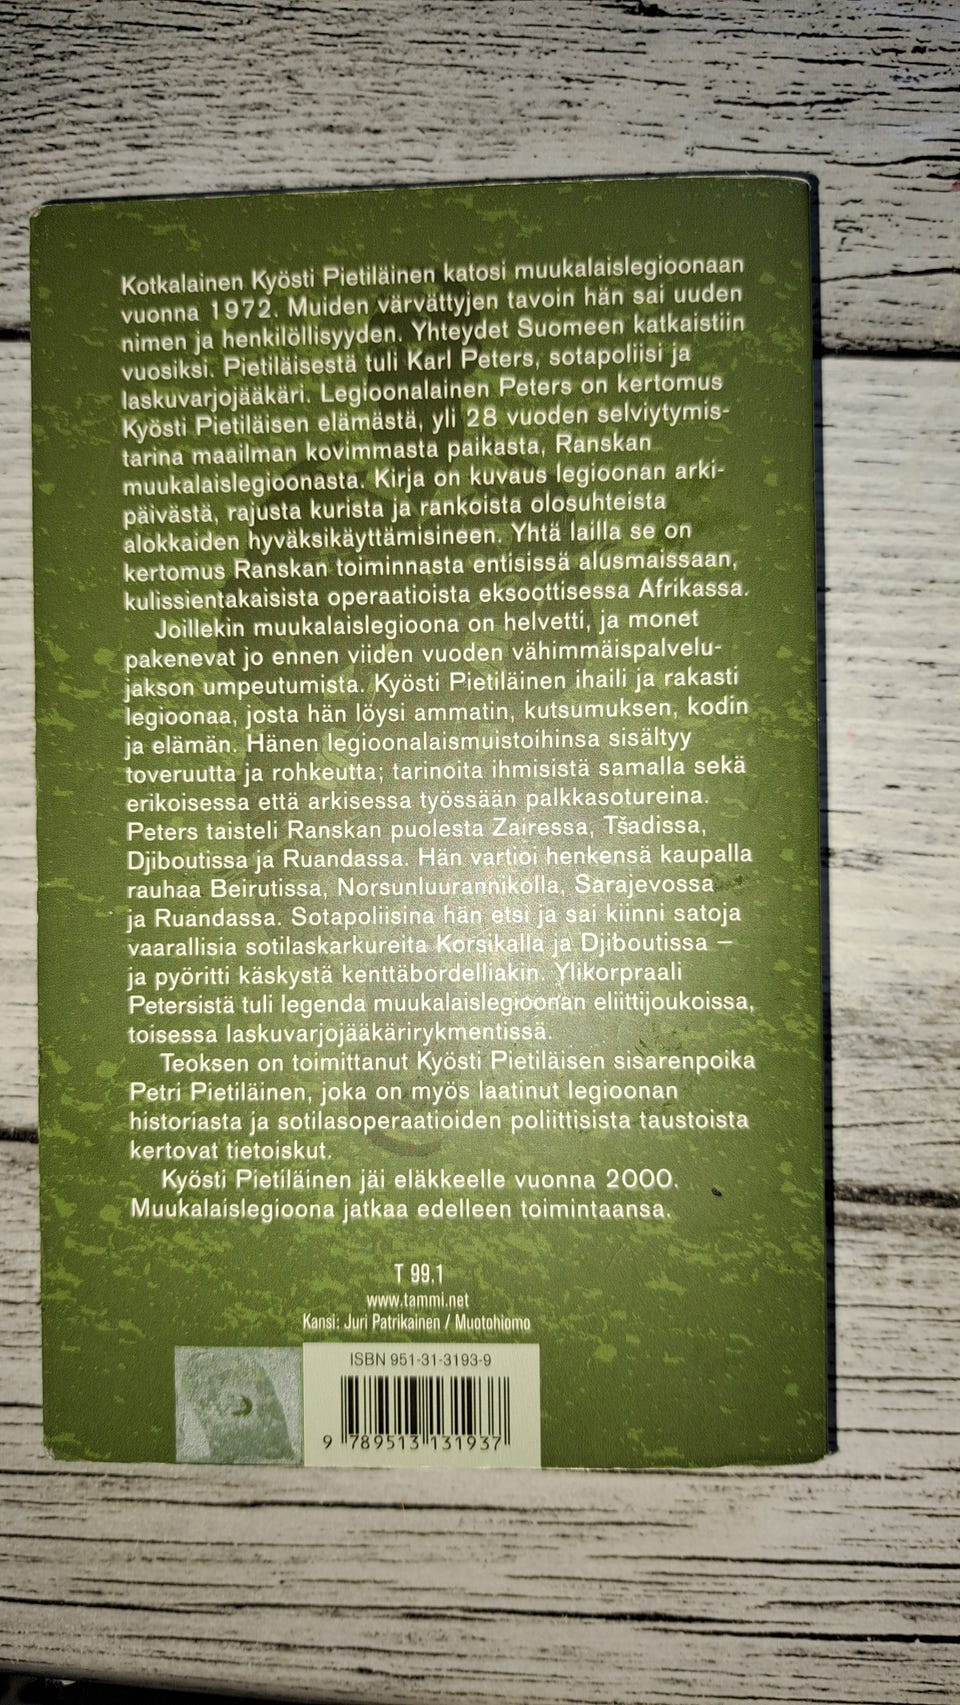 Kotkalainen Kyösti Pietiläinen katosi muukalaislegioonaan
vuonna 1972. Muiden värvättyjen tavoin hän sai uuden
nimen ja henkilöllisyyden. Yhteydet Suomeen katkaistiin
vuosiksi. Pietiläisestä tuli Karl Peters, sotapoliisi ja
laskuvarjojääkäri. Legioonalainen Peters on kertomus
Kyösti Pietiläisen elämästä, yli 28 vuoden selviytymis-
tarina maailman kovimmasta paikasta, Ranskan
muukalaislegioonasta. Kirja on kuvaus legioonan arki-
päivästä, rajusta kurista ja rankoista olosuhteista
alokkaiden hyväksikäyttämisineen. Yhtä lailla se on
kertomus Ranskan toiminnasta entisissä alusmaissaan,
kulissientakaisista operaatioista eksoottisessa Afrikassa.
Joillekin muukalaislegioona on helvetti, ja monet
pakenevat jo ennen viiden vuoden vähimmäispalvelu-
jakson umpeutumista. Kyösti Pietiläinen ihaili ja rakasti
legioonaa, josta hän löysi ammatin, kutsumuksen, kodin
ja elämän. Hänen legioonalaismuistoihinsa sisältyy
toveruutta ja rohkeutta; tarinoita ihmisistä samalla sekä
erikoisessa että arkisessa työssään palkkasotureina.
Peters taisteli Ranskan puolesta Zairessa, Tšadissa,
Djiboutissa ja Ruandassa. Hän vartioi henkensä kaupalla
rauhaa Beirutissa, Norsunluurannikolla, Sarajevossa
ja Ruandassa. Sotapoliisina hän etsi ja sai kiinni satoja
vaarallisia sotilaskarkureita Korsikalla ja Djiboutissa –
ja pyöritti käskystä kenttäbordelliakin. Ylikorpraali
Petersistä tuli legenda muukalaislegioonan eliittijoukoissa,
toisessa laskuvarjojääkärirykmentissä.
Teoksen on toimittanut Kyösti Pietiläisen sisarenpoika
Petri Pietiläinen, joka on myös laatinut legioonan
historiasta ja sotilasoperaatioiden poliittisista taustoista
kertovat tietoiskut.
Kyösti Pietiläinen jäi eläkkeelle vuonna 2000.
Muukalaislegioona jatkaa edelleen toimintaansa.
T 99.1
www.tammi.net
Kansi: Juri Patrikainen / Muotohiomo
ISBN 951-31-3193-9
9 789513 131937